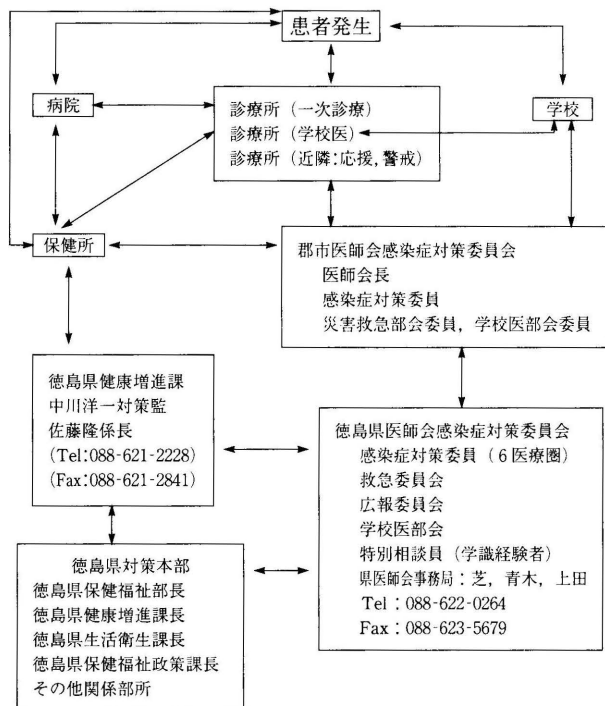 患者発生
病院
診療所（一次診療）
診療所（学校医）
診療所（近隣：応援，警戒）
学校
保健所
郡市医師会感染症対策委員会
医師会長
感染症対策委員
災害救急部会委員，学校医部会委員
徳島県健康増進課
中川洋一対策監
佐藤隆係長
(Tel:088-621-2228)
(Fax:088-621-2841)
徳島県医師会感染症対策委員会
感染症対策委員（6医療圏）
救急委員会
広報委員会
学校医部会
特別相談員（学識経験者）
県医師会事務局：芝，青木，上田
Tel：088-622-0264
Fax：088-623-5679
徳島県対策本部
徳島県保健福祉部長
徳島県健康増進課長
徳島県生活衛生課長
徳島県保健福祉政策課長
その他関係部所